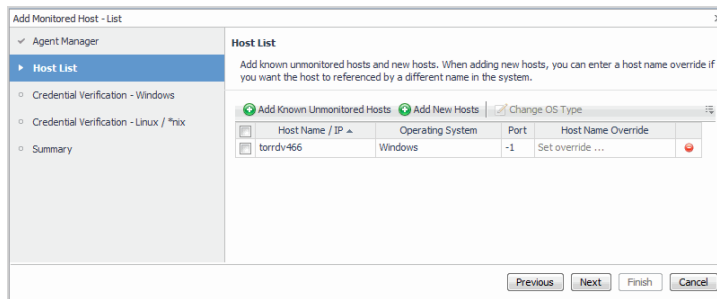 Add Monitored Host - List
Agent Manager
Host List
Credential Verification - Windows
Credential Verification - Linux / *nix
Summary
Host List
Add known unmonitored hosts and new hosts. When adding new hosts, you can enter a host name override if
you want the host to referenced by a different name in the system.
Add Known Unmonitored Hosts Add New Hosts Change OS Type
Host Name / IP Operating System Port Host Name Override
torrdv466 Windows -1 Set override ...
Previous Next Finish Cancel